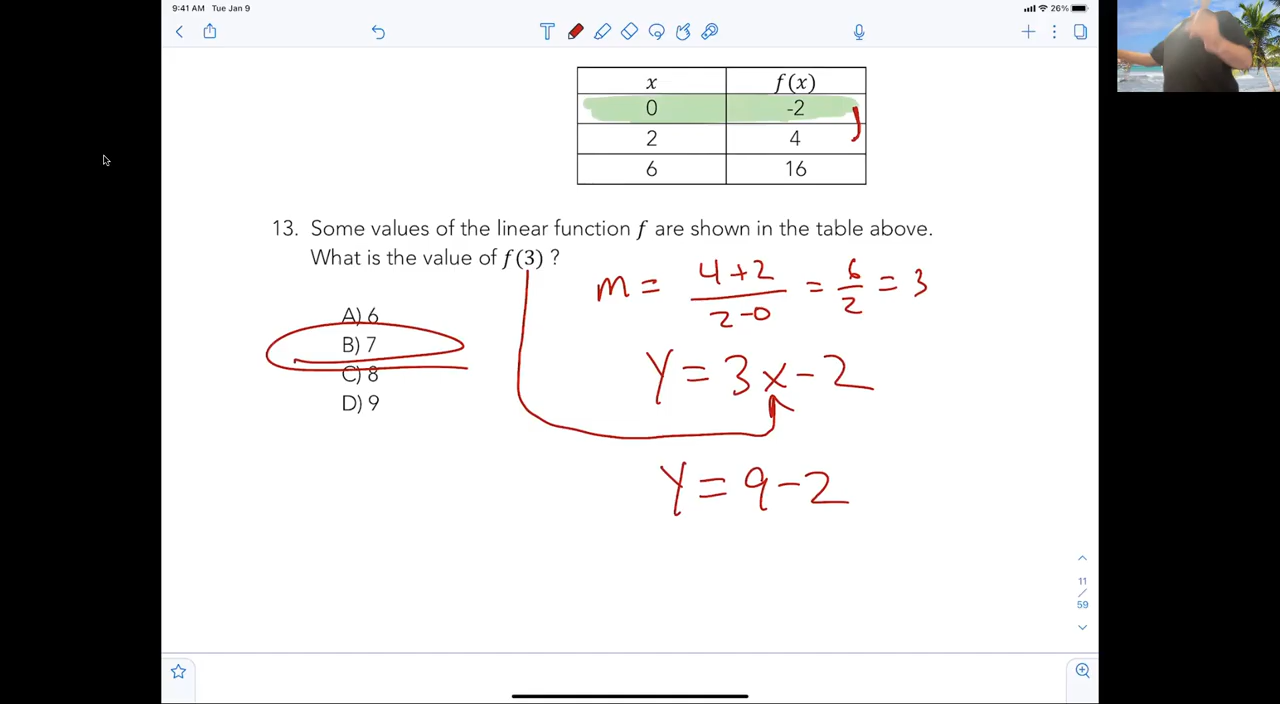 9:41 AM Tue Jan 9
26%
T
x f(x)
0 -2
2 4
6 16
13. Some values of the linear function f are shown in the table above.
What is the value of f(3) ?
m = 4+2/2-0 = 6/2 = 3
A) 6
B) 7
C) 8
D) 9
y = 3x - 2
y = 9 - 2
11
/
59